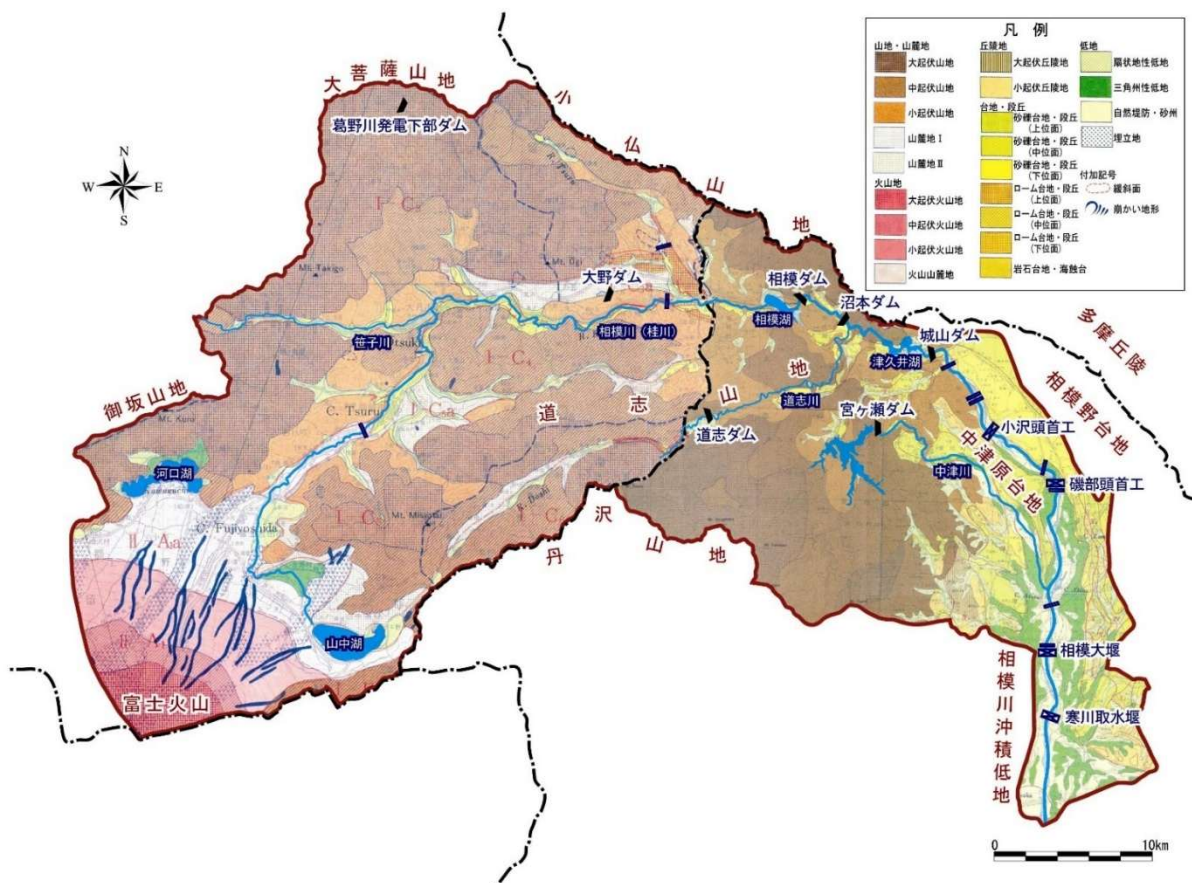 凡 例
山地・山麓地
大起伏山地
中起伏山地
小起伏山地
山麓地Ⅰ
山麓地Ⅱ
火山地
大起伏火山地
中起伏火山地
小起伏火山地
火山山麓地
丘陵地
大起伏丘陵地
小起伏丘陵地
台地・段丘
砂礫台地・段丘
(上位面)
砂礫台地・段丘
(中位面)
砂礫台地・段丘
(下位面)
ローム台地・段丘
(上位面)
ローム台地・段丘
(中位面)
ローム台地・段丘
(下位面)
岩石台地・海蝕台
低地
扇状地性低地
三角州性低地
自然堤防・砂州
埋立地
付加記号
緩斜面
崩かい地形
大菩薩山地
葛野川発電下部ダム
小仏山地
N
W
E
S
R. Tsuru
Mt. Takigo
Mt. Ogi
大野ダム
相模ダム
相模湖
沼本ダム
城山ダム
多摩丘陵
相模川(桂川)
笹子川
Otsuki
津久井湖
相模野台地
御坂山地
C. Tsuru
道志山地
道志川
道志ダム
宮ヶ瀬ダム
小沢頭首工
中津原台地
中津川
磯部頭首工
河口湖
C. Fujiyoshida
R. Doshi
丹沢山地
山中湖
富士火山
相模大堰
相模川沖積低地
寒川取水堰
0
10km